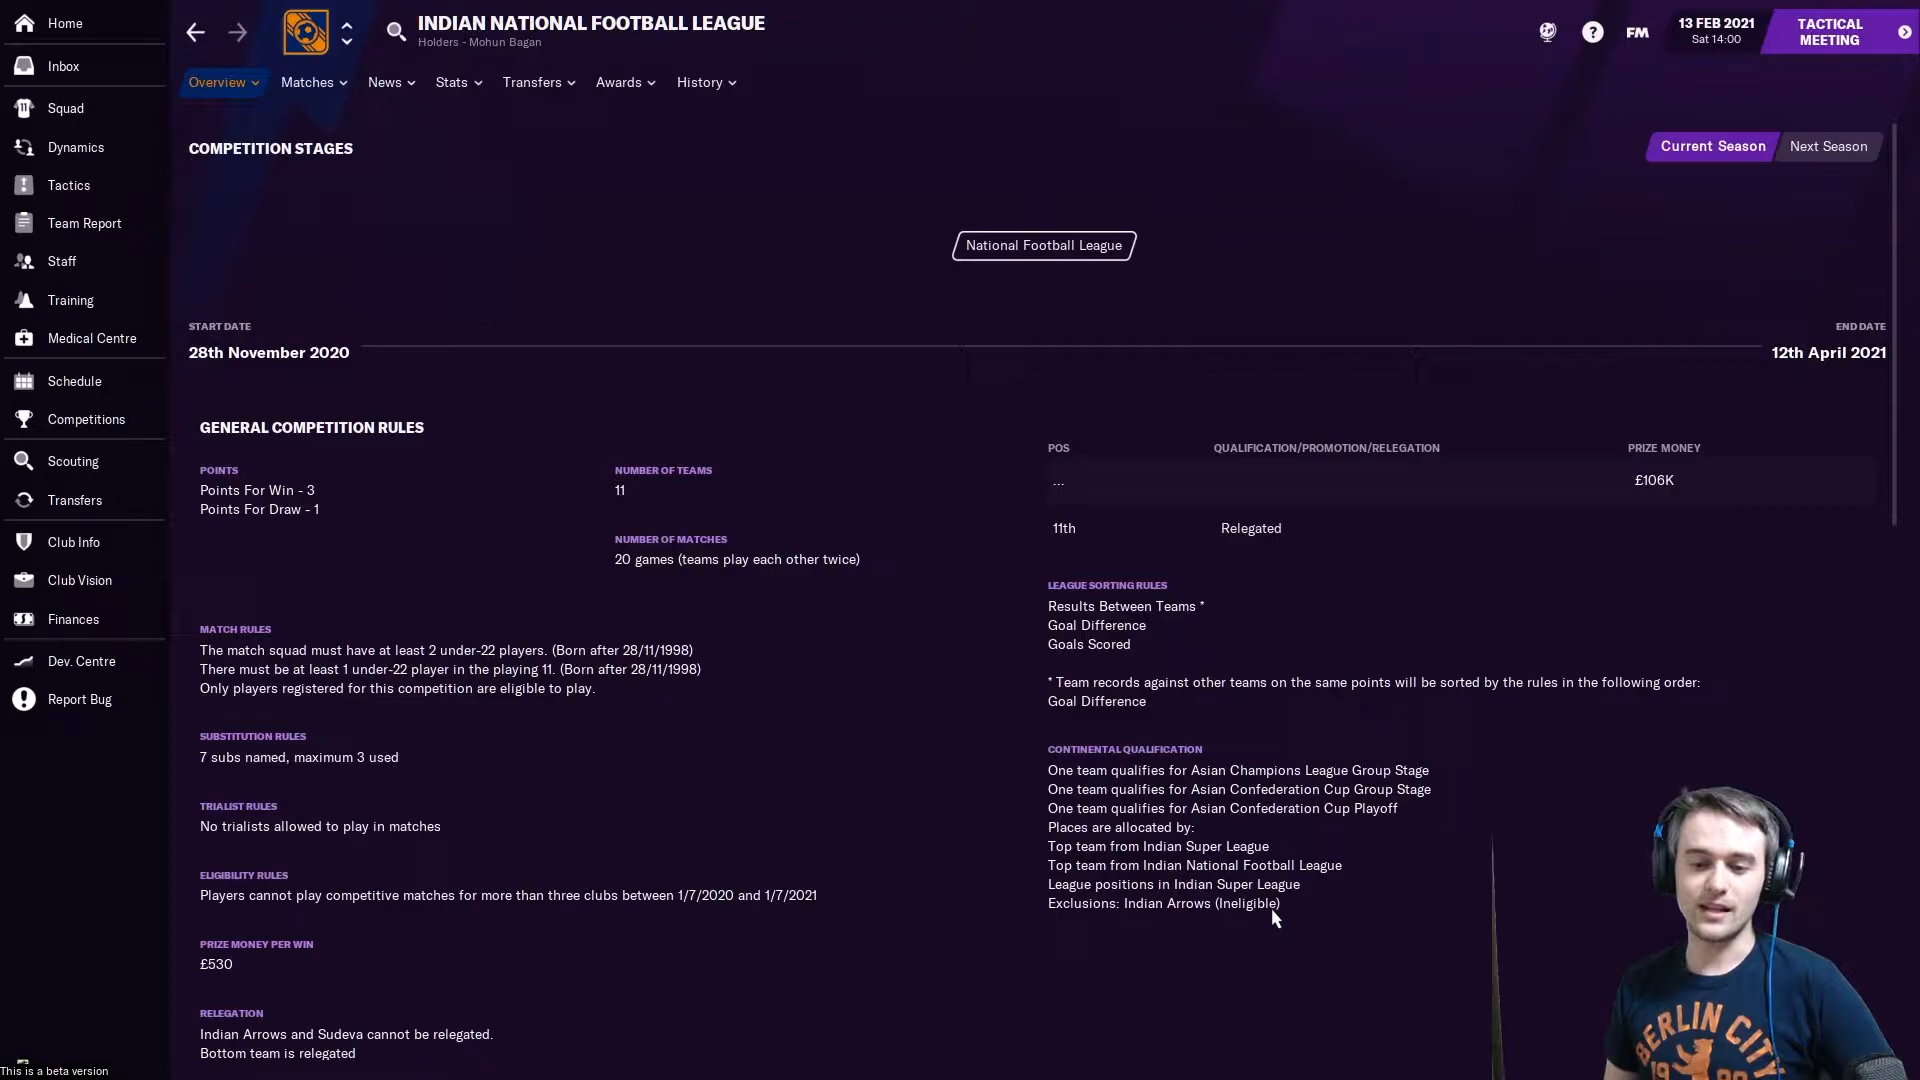 Home
Inbox
Squad
Dynamics
Tactics
Team Report
Staff
Training
Medical Centre
Schedule
Competitions
Scouting
Transfers
Club Info
Club Vision
Finances
Dev. Centre
Report Bug
This is a beta version
INDIAN NATIONAL FOOTBALL LEAGUE
Holders - Mohun Bagan
FM
13 FEB 2021
Sat 14:00
TACTICAL
MEETING
Overview
Matches
News
Stats
Transfers
Awards
History
COMPETITION STAGES
Current Season
Next Season
National Football League
START DATE
28th November 2020
END DATE
12th April 2021
GENERAL COMPETITION RULES
POINTS
Points For Win - 3
Points For Draw - 1
NUMBER OF TEAMS
11
NUMBER OF MATCHES
20 games (teams play each other twice)
MATCH RULES
The match squad must have at least 2 under-22 players. (Born after 28/11/1998)
There must be at least 1 under-22 player in the playing 11. (Born after 28/11/1998)
Only players registered for this competition are eligible to play.
SUBSTITUTION RULES
7 subs named, maximum 3 used
TRIALIST RULES
No trialists allowed to play in matches
ELIGIBILITY RULES
Players cannot play competitive matches for more than three clubs between 1/7/2020 and 1/7/2021
PRIZE MONEY PER WIN
£530
RELEGATION
Indian Arrows and Sudeva cannot be relegated.
Bottom team is relegated
POS QUALIFICATION/PROMOTION/RELEGATION PRIZE MONEY
... £106K
11th Relegated
LEAGUE SORTING RULES
Results Between Teams *
Goal Difference
Goals Scored
* Team records against other teams on the same points will be sorted by the rules in the following order:
Goal Difference
CONTINENTAL QUALIFICATION
One team qualifies for Asian Champions League Group Stage
One team qualifies for Asian Confederation Cup Group Stage
One team qualifies for Asian Confederation Cup Playoff
Places are allocated by:
Top team from Indian Super League
Top team from Indian National Football League
League positions in Indian Super League
Exclusions: Indian Arrows (Ineligible)
BERLIN CITY